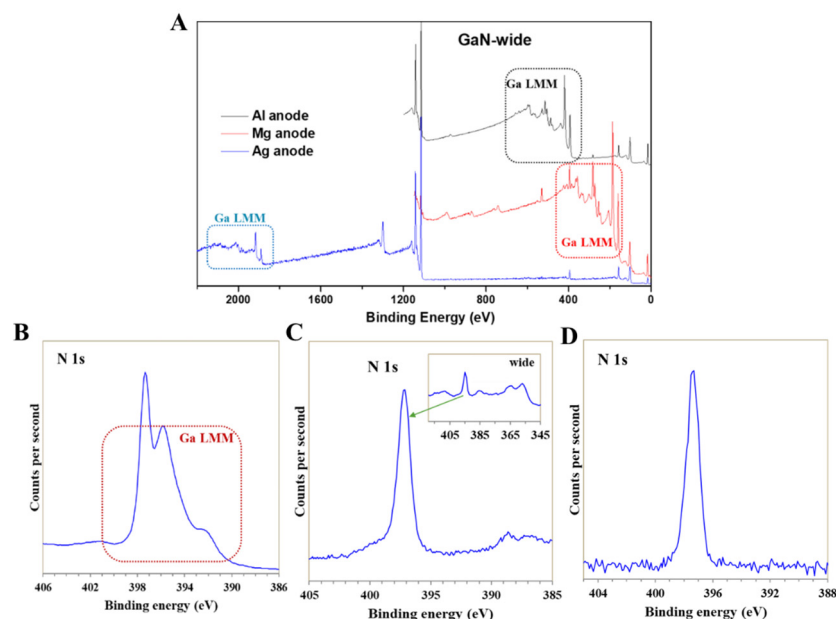 A
GaN-wide
Ga LMM
Al anode
Mg anode
Ag anode
Ga LMM
Ga LMM
2000 1600 1200 800 400 0
Binding Energy (eV)
B
N 1s
Ga LMM
Counts per second
406 402 398 394 390 386
Binding energy (eV)
C
N 1s
wide
405 385 365 345
Counts per second
405 400 395 390 385
Binding energy (eV)
D
N 1s
Counts per second
404 400 396 392 388
Binding energy (eV)